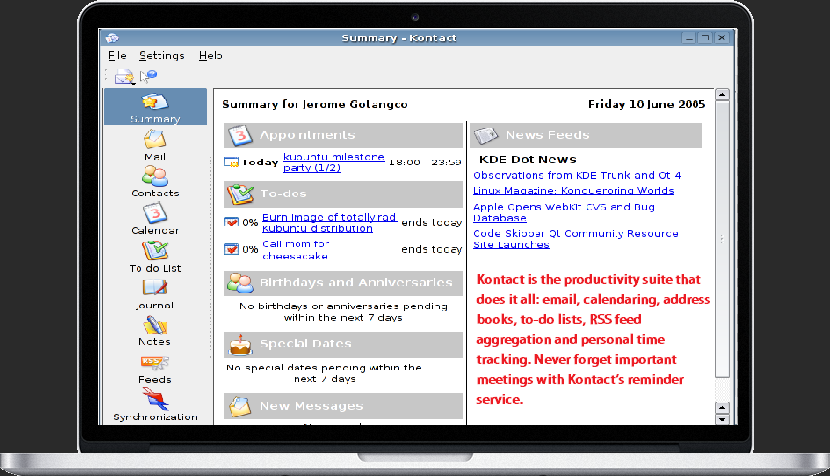 Summary - Kontact
File Settings Help
Summary
Mail
Contacts
Calendar
To do List
Journal
Notes
Feeds
Synchronization
Summary for Jerome Gotangco
Friday 10 June 2005
Appointments
Today kubuntu milestone
party (1/2)
18:00 - 23:59
To-dos
0% Burn image of totally rad
Kubuntu distribution
ends today
0% Call mom for
cheesecake
ends today
Birthdays and Anniversaries
No birthdays or anniversaries pending
within the next 7 days
Special Dates
No special dates pending within the
next 7 days
New Messages
News Feeds
KDE Dot News
Observations from KDE Trunk and Qt 4
Linux Magazine: Konquering Worlds
Apple Opens WebKit CVS and Bug
Database
Code Skipper Qt Community Resource
Site Launches
Kontact is the productivity suite that
does it all: email, calendaring, address
books, to-do lists, RSS feed
aggregation and personal time
tracking. Never forget important
meetings with Kontact's reminder
service.